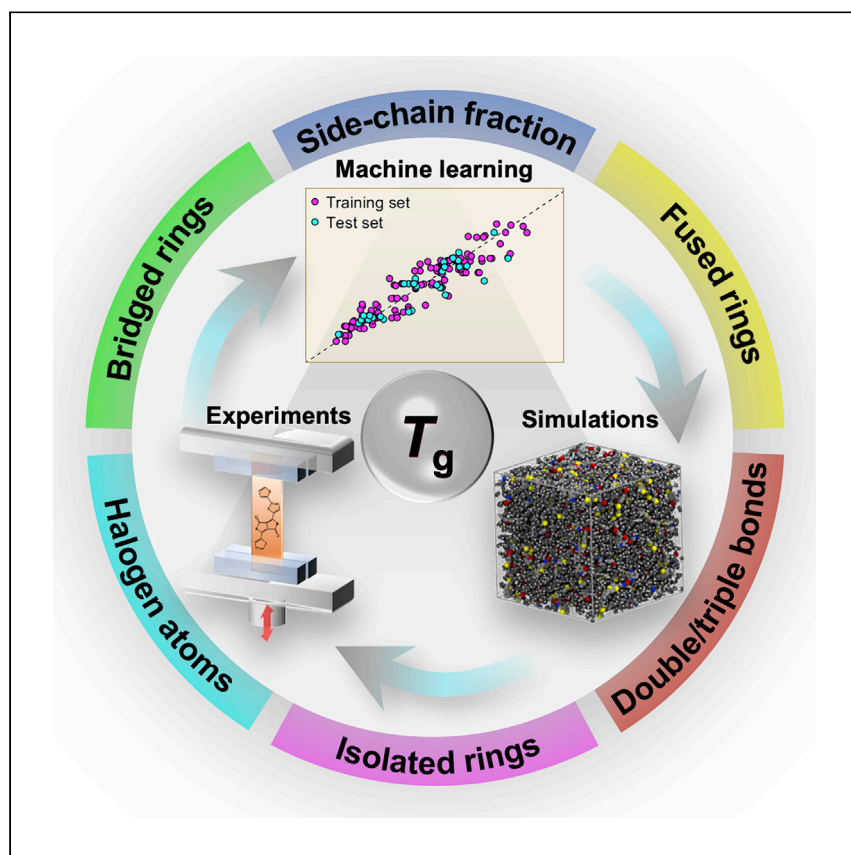 Side-chain fraction
Machine learning
Training set
Test set
Bridged rings
Fused rings
Experiments
Simulations
Tg
Halogen atoms
Double/triple bonds
Isolated rings